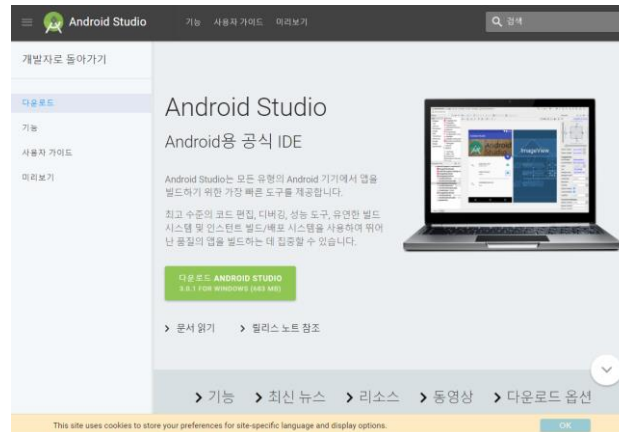 Android Studio
기능 사용자 가이드 미리보기
검색
개발자로 돌아가기
다운로드
기능
사용자 가이드
미리보기
Android Studio
Android용 공식 IDE
Android Studio는 모든 유형의 Android 기기에서 앱을
빌드하기 위한 가장 빠른 도구를 제공합니다.
최고 수준의 코드 편집, 디버깅, 성능 도구, 유연한 빌드
시스템 및 인스턴트 빌드/배포 시스템을 사용하여 뛰어
난 품질의 앱을 빌드하는 데 집중할 수 있습니다.
다운로드 ANDROID STUDIO
3.0.1 FOR WINDOWS (683 MB)
문서 읽기 릴리스 노트 참조
기능 최신 뉴스 리소스 동영상 다운로드 옵션
This site uses cookies to store your preferences for site-specific language and display options.
OK